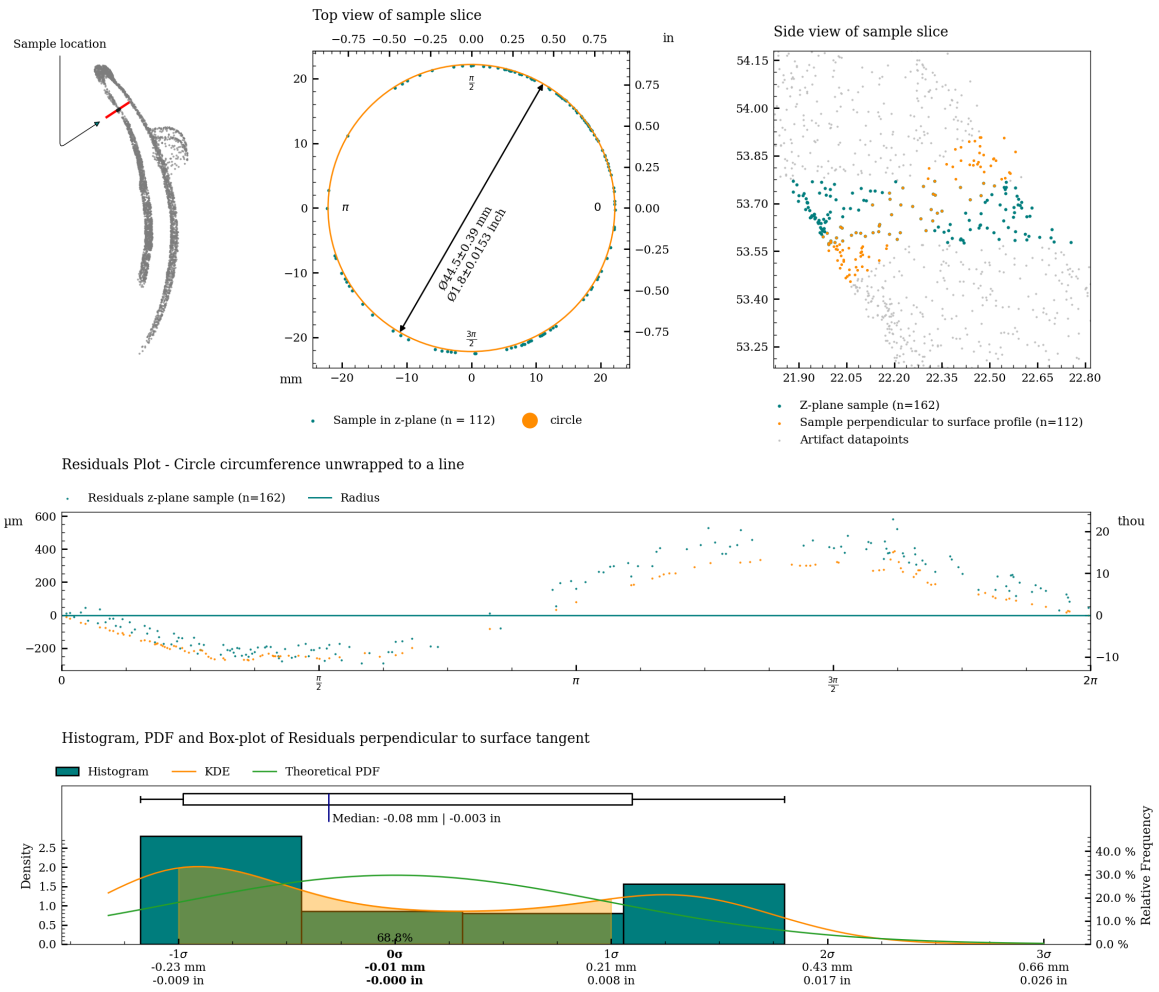 Sample location
Top view of sample slice
−0.75 −0.50 −0.25 0.00 0.25 0.50 0.75
in
20
10
0
−10
−20
0.75
0.50
0.25
0.00
−0.25
−0.50
−0.75
π/2
π
0
3π/2
Ø44.5±0.39 mm
Ø1.8±0.0153 inch
mm
−20 −10 0 10 20
Sample in z-plane (n = 112)
circle
Side view of sample slice
54.15
54.00
53.85
53.70
53.55
53.40
53.25
21.90 22.05 22.20 22.35 22.50 22.65 22.80
Z-plane sample (n=162)
Sample perpendicular to surface profile (n=112)
Artifact datapoints
Residuals Plot - Circle circumference unwrapped to a line
Residuals z-plane sample (n=162)
Radius
µm
600
400
200
0
−200
thou
20
10
0
−10
0 π/2 π 3π/2 2π
Histogram, PDF and Box-plot of Residuals perpendicular to surface tangent
Histogram
KDE
Theoretical PDF
Median: -0.08 mm | -0.003 in
Density
2.5
2.0
1.5
1.0
0.5
0.0
Relative Frequency
40.0 %
30.0 %
20.0 %
10.0 %
0.0 %
68.8%
-1σ 0σ 1σ 2σ 3σ
-0.23 mm -0.01 mm 0.21 mm 0.43 mm 0.66 mm
-0.009 in -0.000 in 0.008 in 0.017 in 0.026 in